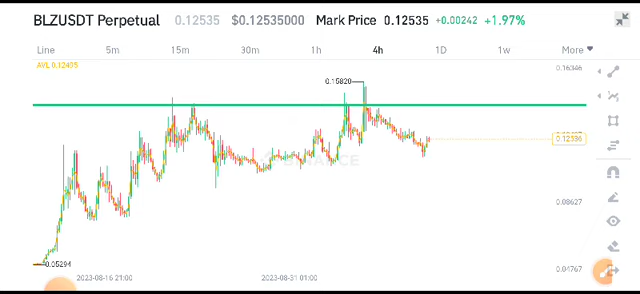 BLZUSDT Perpetual 0.12535 $0.12535000 Mark Price 0.12535 +0.00242 +1.97%
Line 5m 15m 30m 1h 4h 1D 1w More
AVL 0.12435
0.16346
0.15820
0.12536
BINANCE
0.08627
0.05294
0.04767
2023-08-16 21:00 2023-08-31 01:00